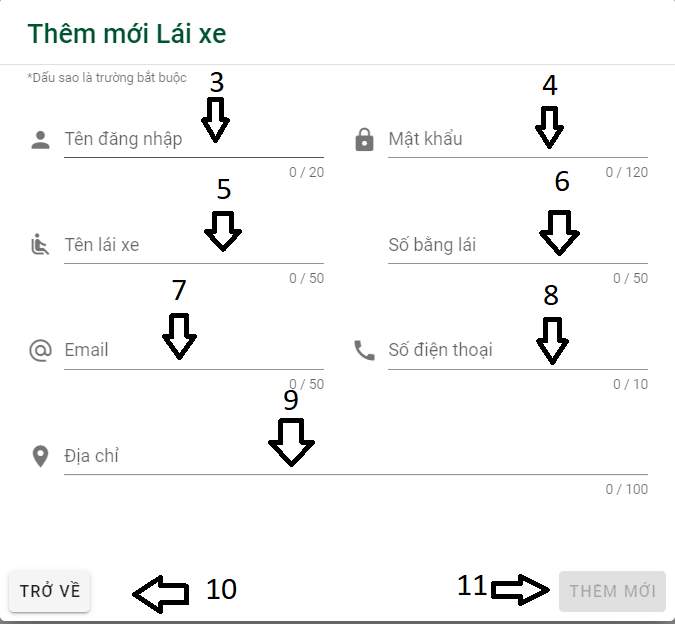 Thêm mới Lái xe
*Dấu sao là trường bắt buộc
3 4
Tên đăng nhập Mật khẩu
0 / 20 0 / 120
5 6
Tên lái xe Số bằng lái
0 / 50 0 / 50
7 8
Email Số điện thoại
0 / 50 0 / 10
9
Địa chỉ
0 / 100
TRỞ VỀ 10 11 THÊM MỚI